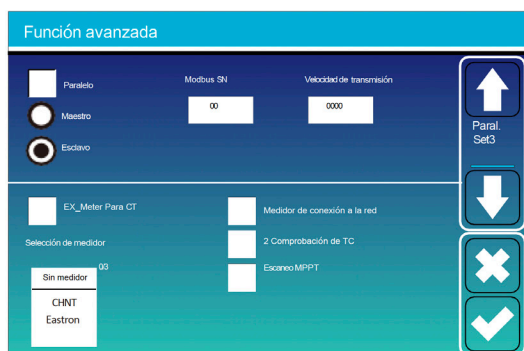 Función avanzada
Paralelo
Modbus SN
Velocidad de transmisión
00
0000
Maestro
Esclavo
Paral.
Set3
EX_Meter Para CT
Medidor de conexión a la red
Selección de medidor
2 Comprobación de TC
03
Sin medidor
Escaneo MPPT
CHNT
Eastron